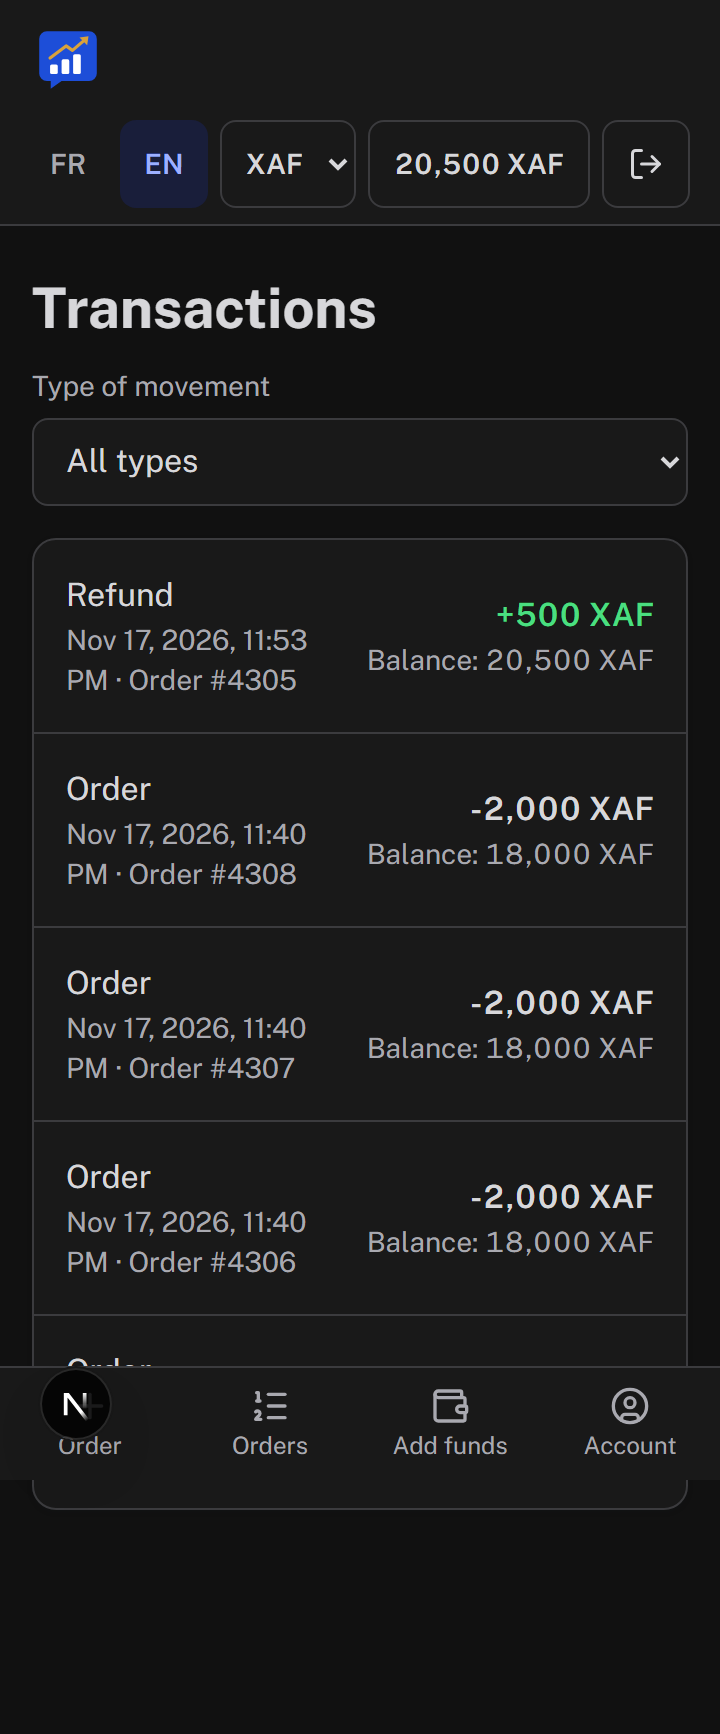 FR EN XAF 20,500 XAF
Transactions
Type of movement
All types
Refund
Nov 17, 2026, 11:53
PM · Order #4305
+500 XAF
Balance: 20,500 XAF
Order
Nov 17, 2026, 11:40
PM · Order #4308
-2,000 XAF
Balance: 18,000 XAF
Order
Nov 17, 2026, 11:40
PM · Order #4307
-2,000 XAF
Balance: 18,000 XAF
Order
Nov 17, 2026, 11:40
PM · Order #4306
-2,000 XAF
Balance: 18,000 XAF
Order
N
Order Orders Add funds Account